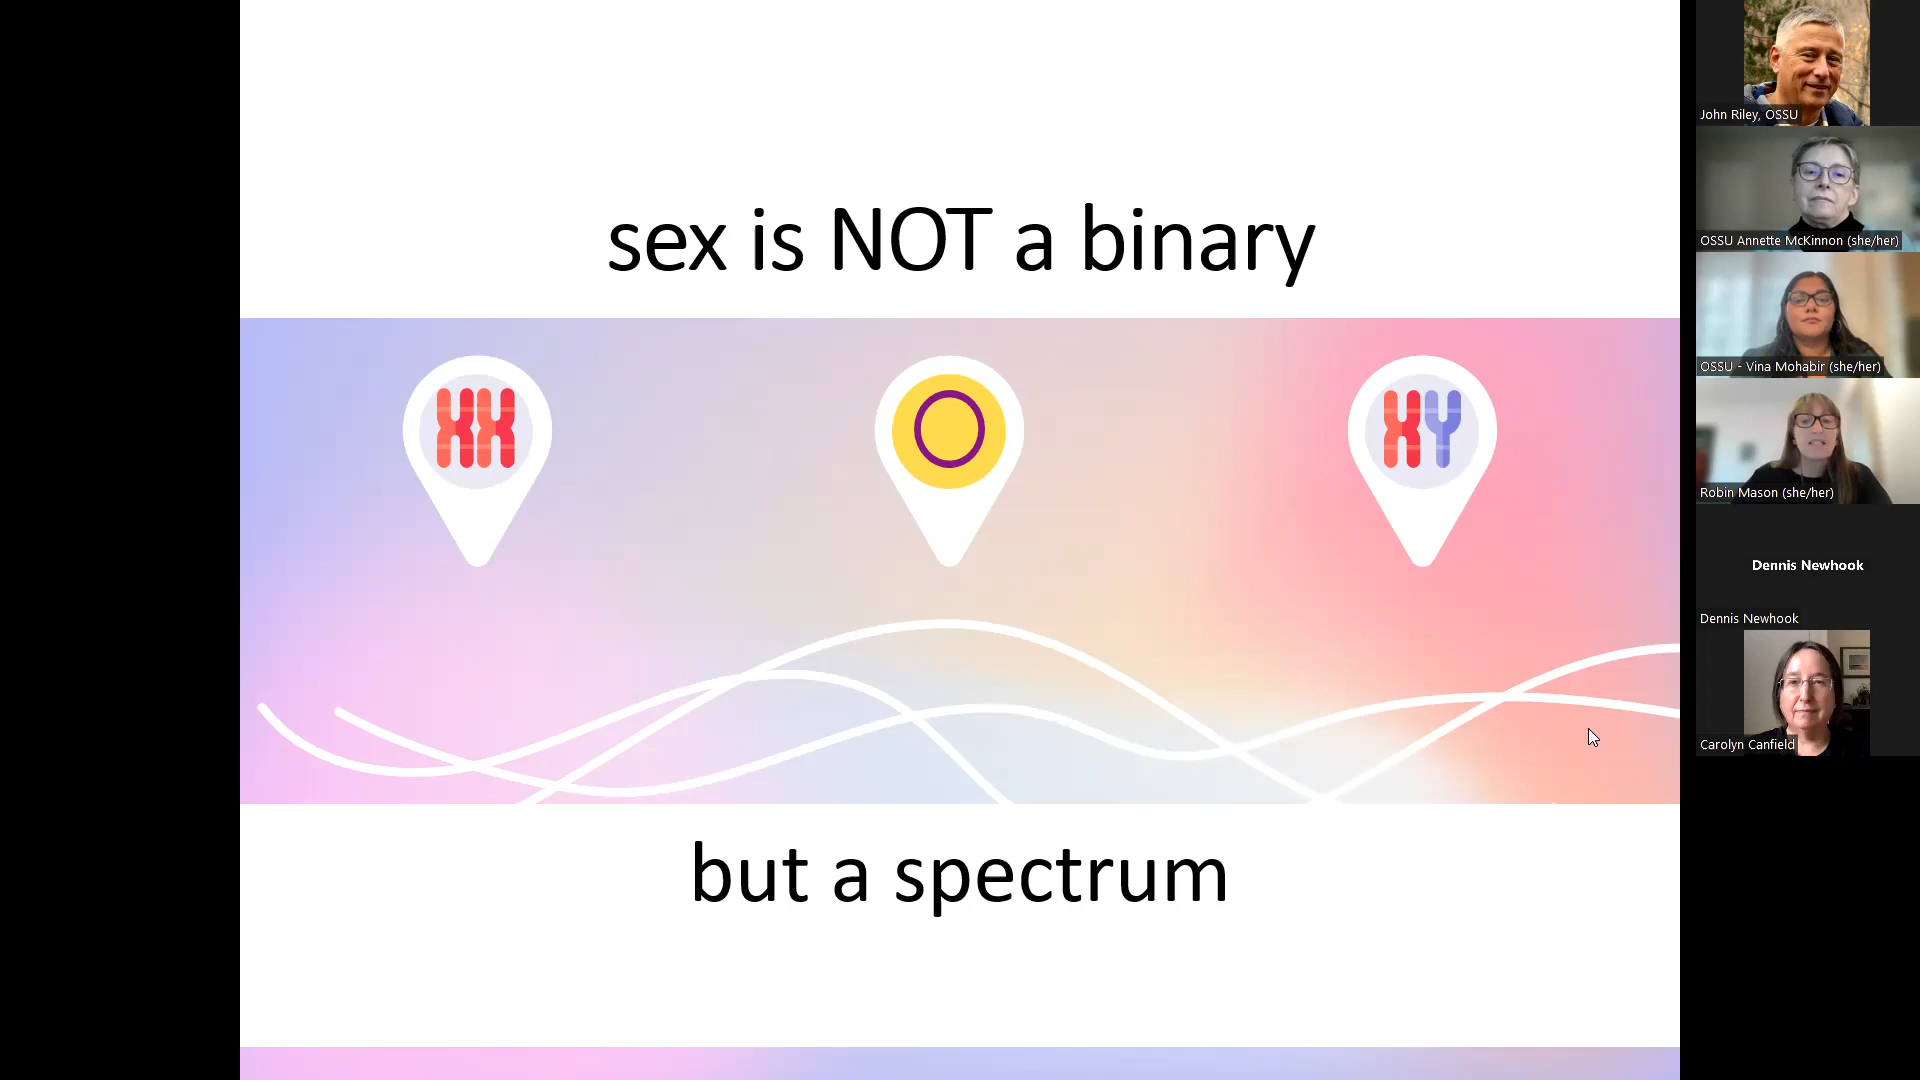 sex is NOT a binary
but a spectrum
John Riley, OSSU
OSSU Annette McKinnon (she/her)
OSSU - Vina Mohabir (she/her)
Robin Mason (she/her)
Dennis Newhook
Dennis Newhook
Carolyn Canfield